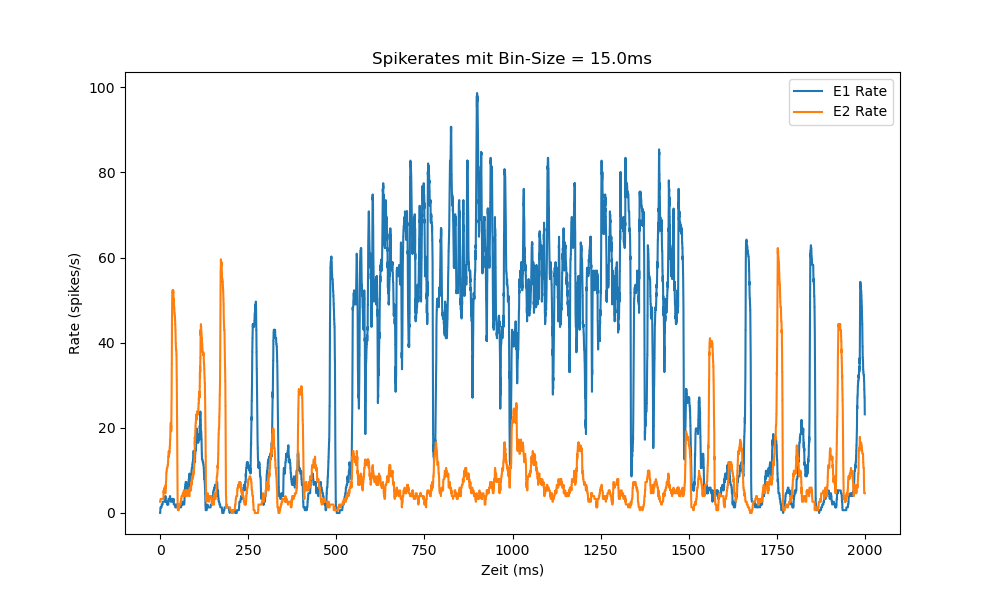 Spikerates mit Bin-Size = 15.0ms
E1 Rate
E2 Rate
Rate (spikes/s)
100
80
60
40
20
0
0 250 500 750 1000 1250 1500 1750 2000
Zeit (ms)